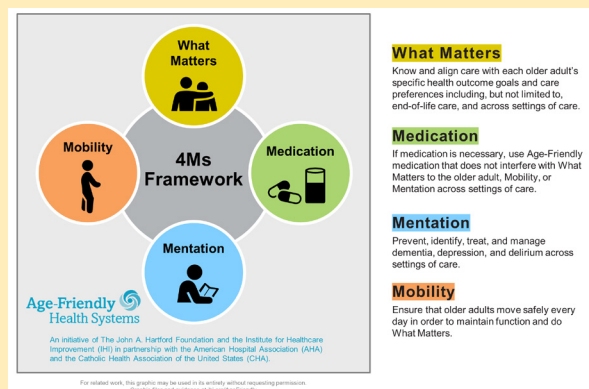 What
Matters
Mobility
4Ms
Framework
Medication
Mentation
Age-Friendly
Health Systems
An initiative of The John A. Hartford Foundation and the Institute for Healthcare
Improvement (IHI) in partnership with the American Hospital Association (AHA)
and the Catholic Health Association of the United States (CHA).
What Matters
Know and align care with each older adult's
specific health outcome goals and care
preferences including, but not limited to,
end-of-life care, and across settings of care.
Medication
If medication is necessary, use Age-Friendly
medication that does not interfere with What
Matters to the older adult, Mobility, or
Mentation across settings of care.
Mentation
Prevent, identify, treat, and manage
dementia, depression, and delirium across
settings of care.
Mobility
Ensure that older adults move safely every
day in order to maintain function and do
What Matters.
For related work, this graphic may be used in its entirety without requesting permission.